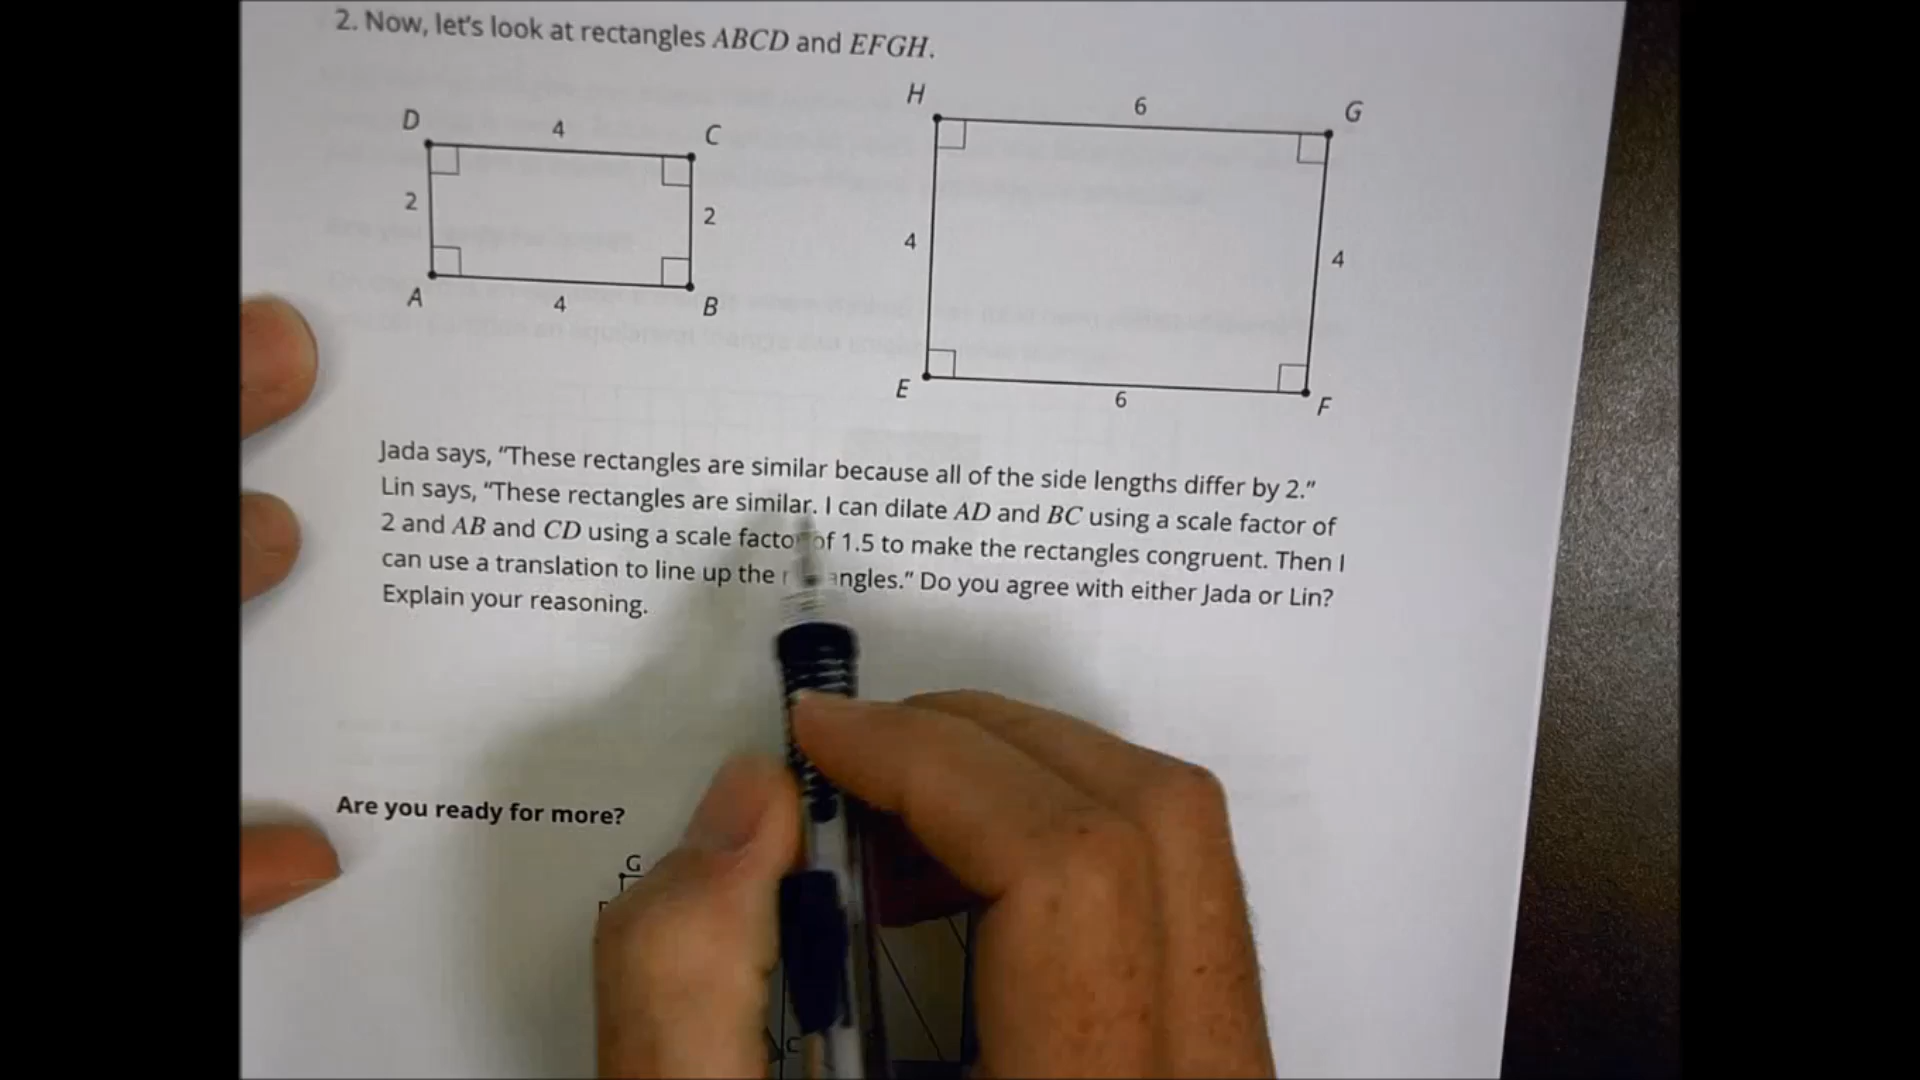 2. Now, let's look at rectangles ABCD and EFGH.
H 6 G
D 4 C
2 2
4 4
A 4 B
E 6 F
Jada says, “These rectangles are similar because all of the side lengths differ by 2.”
Lin says, “These rectangles are similar. I can dilate AD and BC using a scale factor of
2 and AB and CD using a scale factor of 1.5 to make the rectangles congruent. Then I
can use a translation to line up the angles.” Do you agree with either Jada or Lin?
Explain your reasoning.
Are you ready for more?
G
C